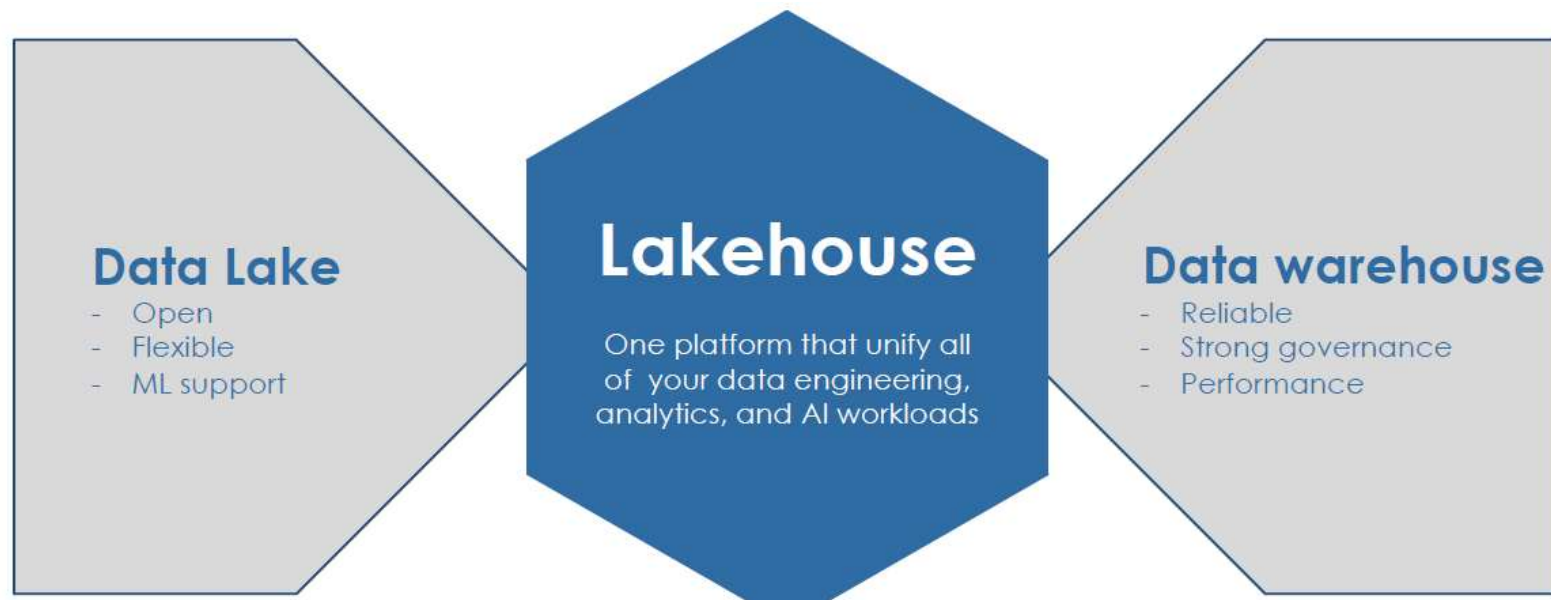 Data Lake
- Open
- Flexible
- ML support
Lakehouse
One platform that unify all
of your data engineering,
analytics, and AI workloads
Data warehouse
- Reliable
- Strong governance
- Performance